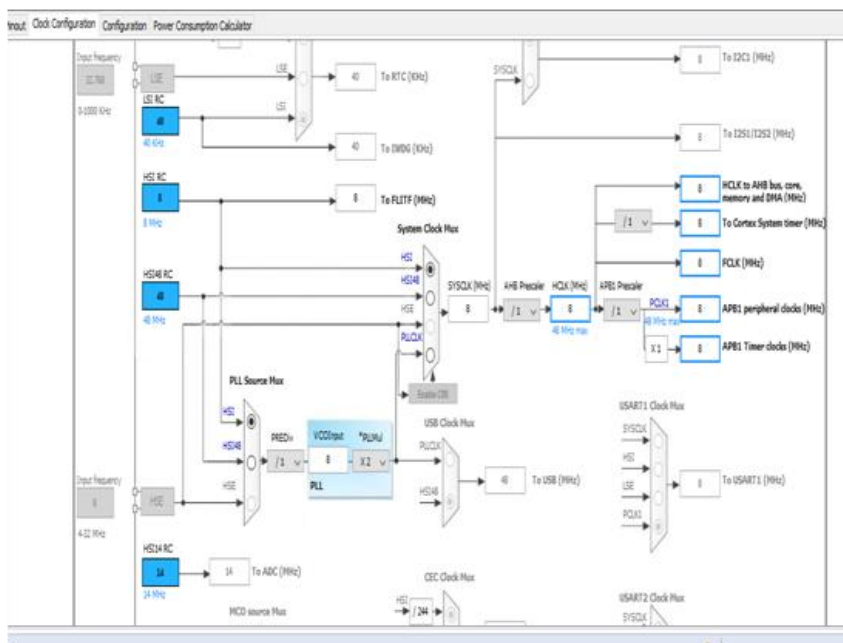 Pinout Clock Configuration Configuration Power Consumption Calculator
Input frequency
32.768
0-1000 KHz
LSE
LSE
40 To RTC (KHz)
LSI RC
40
40 KHz
LSI
40 To IWDG (KHz)
HSI RC
8
8 MHz
8 To FLITF (MHz)
HSI48 RC
48
48 MHz
System Clock Mux
HSI
HSI48
HSE
PLLCLK
Enable CSS
SYSCLK (MHz)
8
AHB Prescaler
/ 1
HCLK (MHz)
8
48 MHz max
APB1 Prescaler
/ 1
PCLK1
48 MHz max
X 1
SYSCLK
8 To I2C1 (MHz)
8 To I2S1/I2S2 (MHz)
8 HCLK to AHB bus, core,
memory and DMA (MHz)
/ 1
8 To Cortex System timer (MHz)
8 FCLK (MHz)
8 APB1 peripheral clocks (MHz)
8 APB1 Timer clocks (MHz)
PLL Source Mux
HSI
HSI48
HSE
PREDiv
/ 1
VCOInput
8
*PLLMul
X 2
PLL
Input frequency
4-32 MHz
HSE
USB Clock Mux
PLLCLK
HSI48
48 To USB (MHz)
USART1 Clock Mux
SYSCLK
HSI
LSE
PCLK1
8 To USART1 (MHz)
HSI14 RC
14
14 MHz
14 To ADC (MHz)
MCO source Mux
CEC Clock Mux
HSI
/ 244
USART2 Clock Mux
SYSCLK